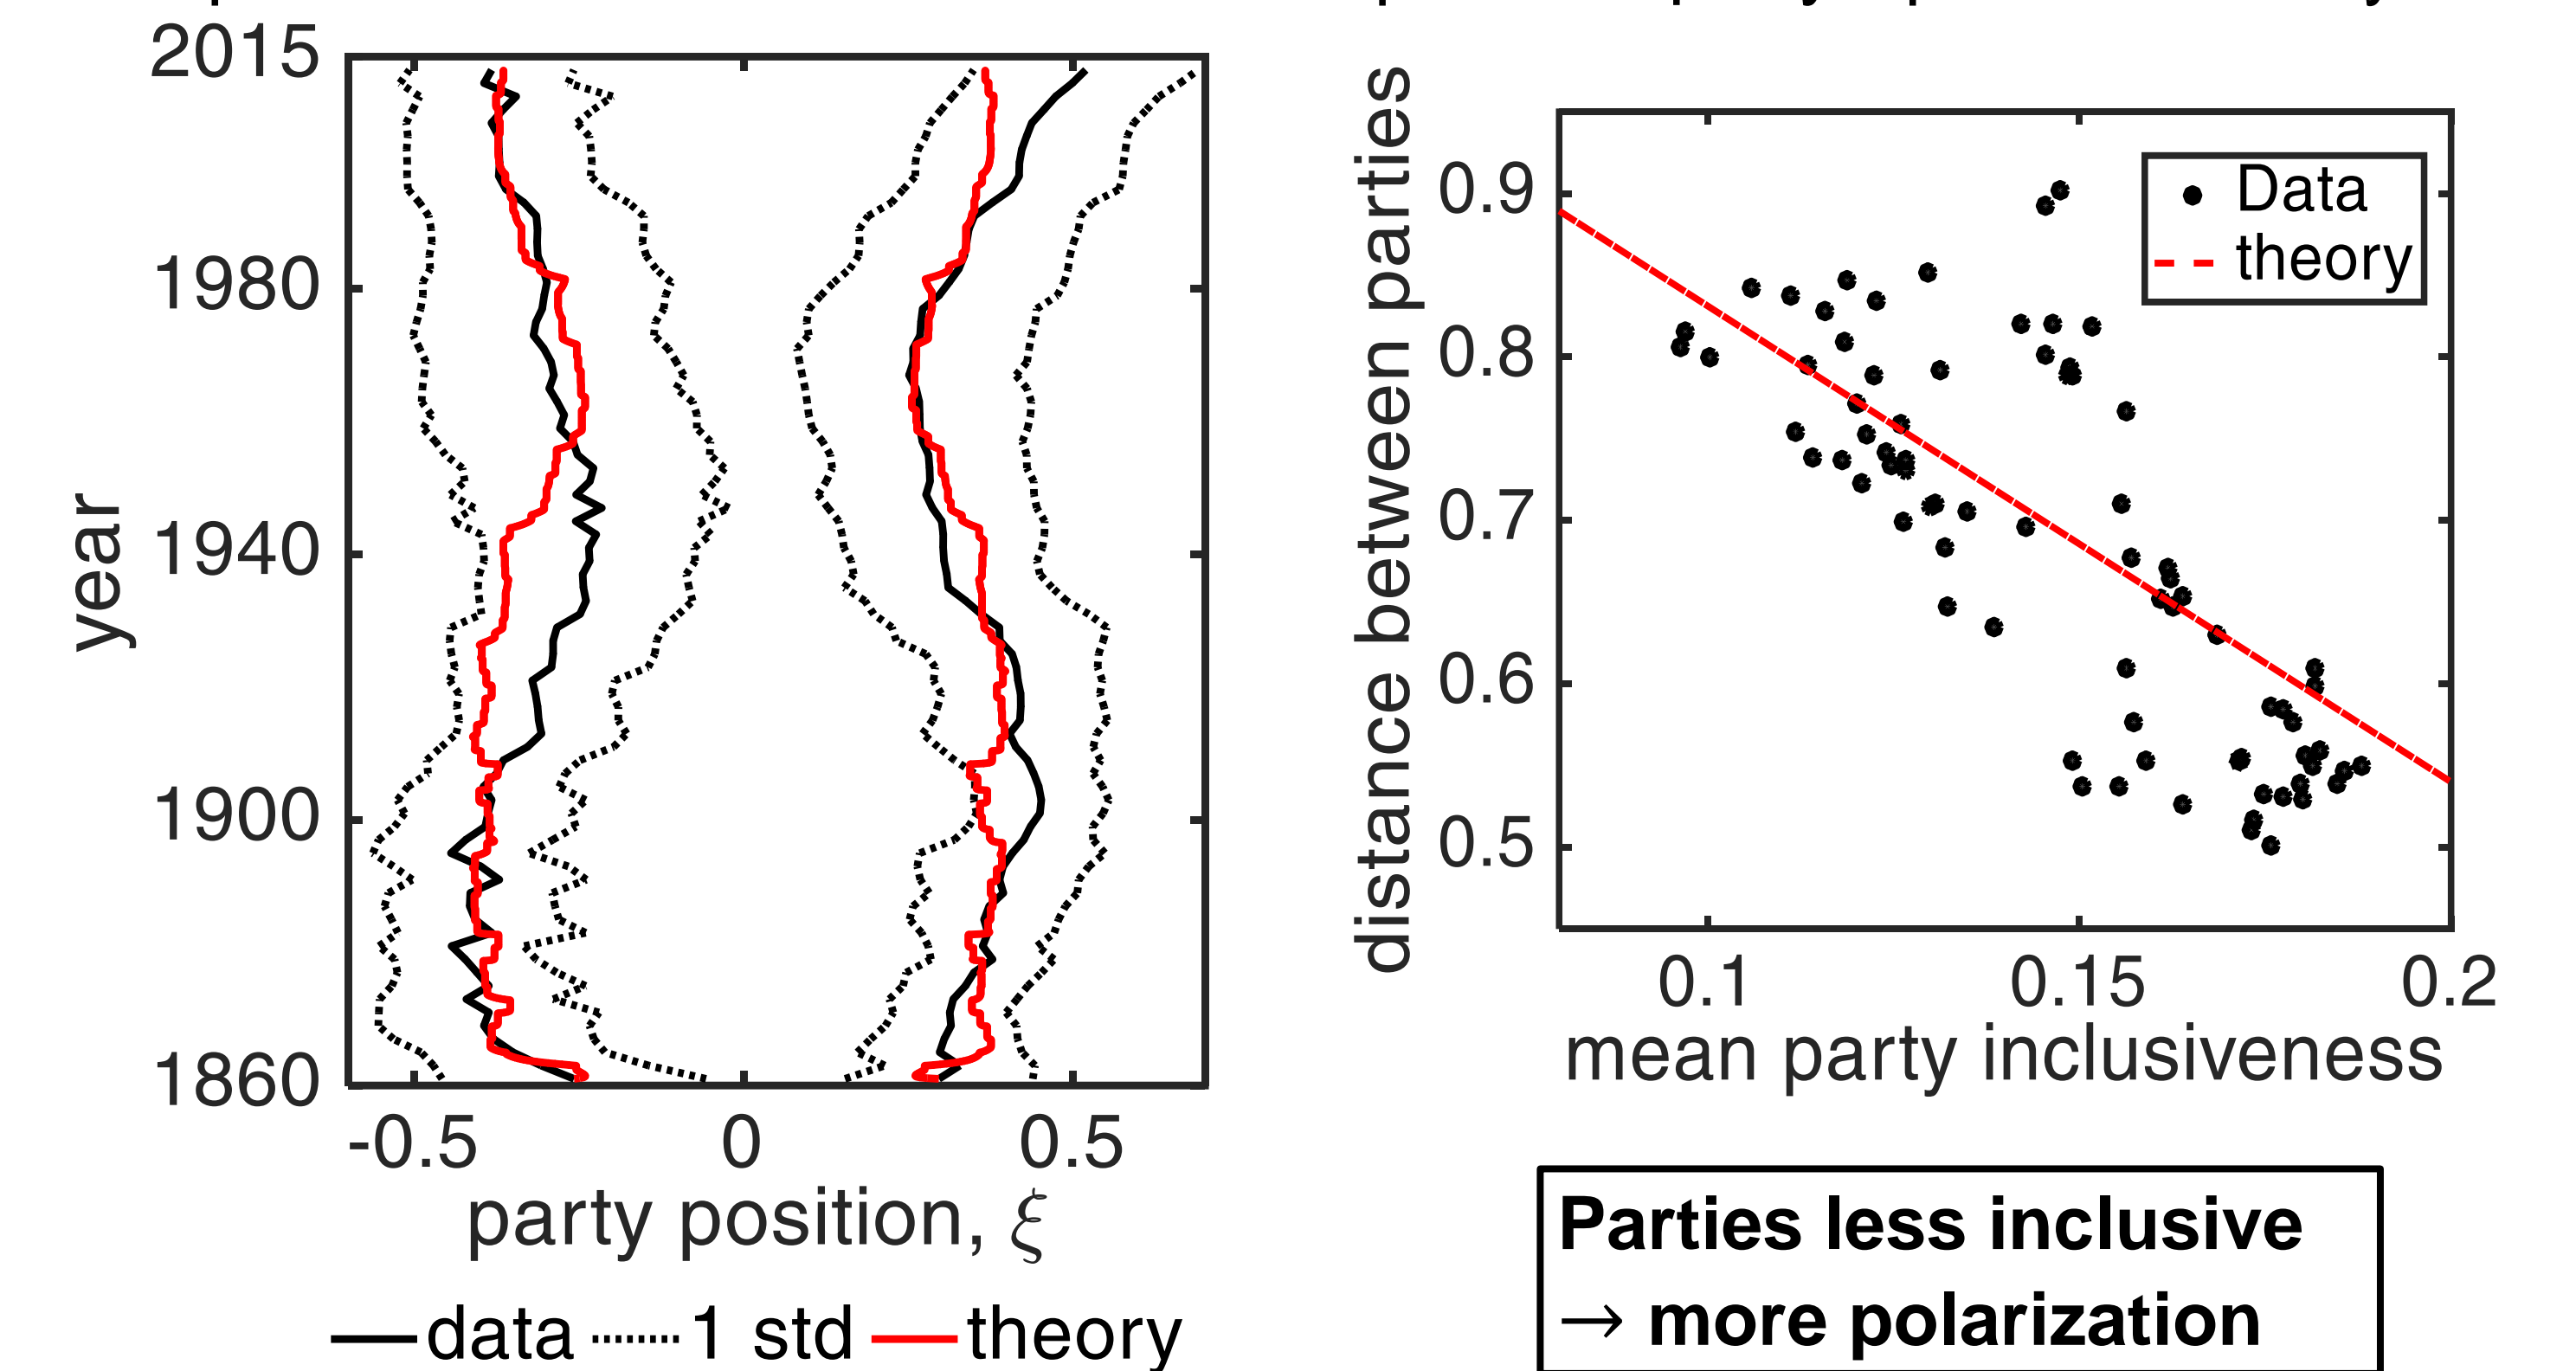 2015
1980
1940
1900
1860
year
-0.5 0 0.5
party position, ξ
data 1 std theory
distance between parties
0.9
0.8
0.7
0.6
0.5
Data
theory
0.1 0.15 0.2
mean party inclusiveness
Parties less inclusive
→ more polarization